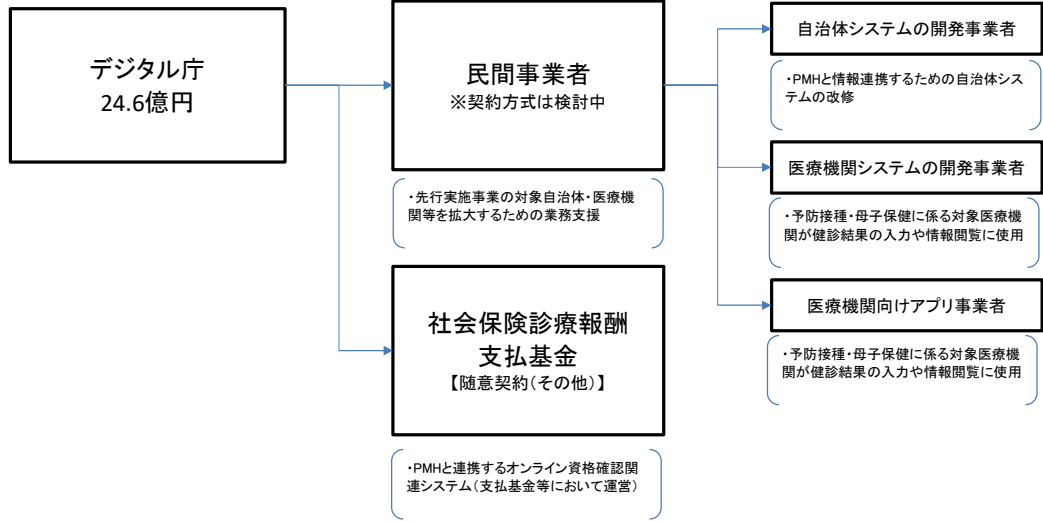 デジタル庁
24.6億円
民間事業者
※契約方式は検討中
・先行実施事業の対象自治体・医療機
関等を拡大するための業務支援
社会保険診療報酬
支払基金
【随意契約(その他)】
・PMHと連携するオンライン資格確認関
連システム(支払基金等において運営)
自治体システムの開発事業者
・PMHと情報連携するための自治体シス
テムの改修
医療機関システムの開発事業者
・予防接種・母子保健に係る対象医療機
関が健診結果の入力や情報閲覧に使用
医療機関向けアプリ事業者
・予防接種・母子保健に係る対象医療機
関が健診結果の入力や情報閲覧に使用